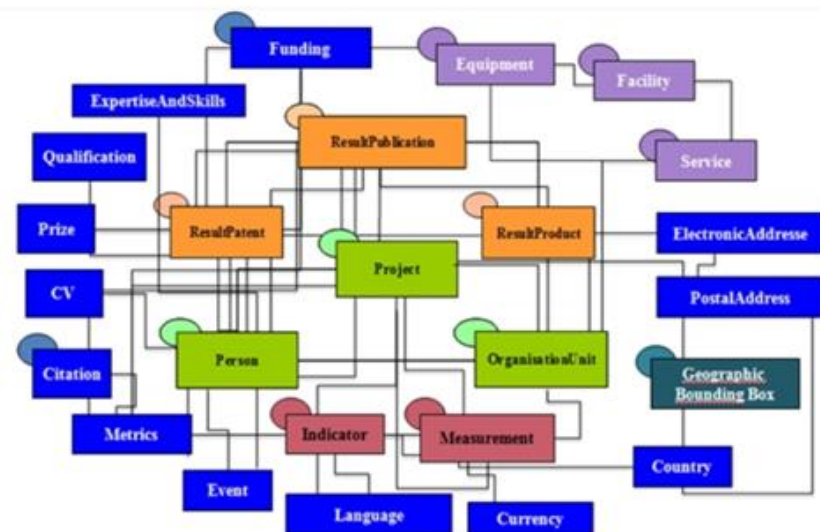 Funding
Equipment
Facility
ExpertiseAndSkills
ResultPublication
Qualification
Service
Prize
ResultPatent
ResultProduct
ElectronicAddresse
Project
CV
PostalAddress
Person
OrganisationUnit
Citation
Geographic
Bounding Box
Metrics
Indicator
Measurement
Country
Event
Language
Currency